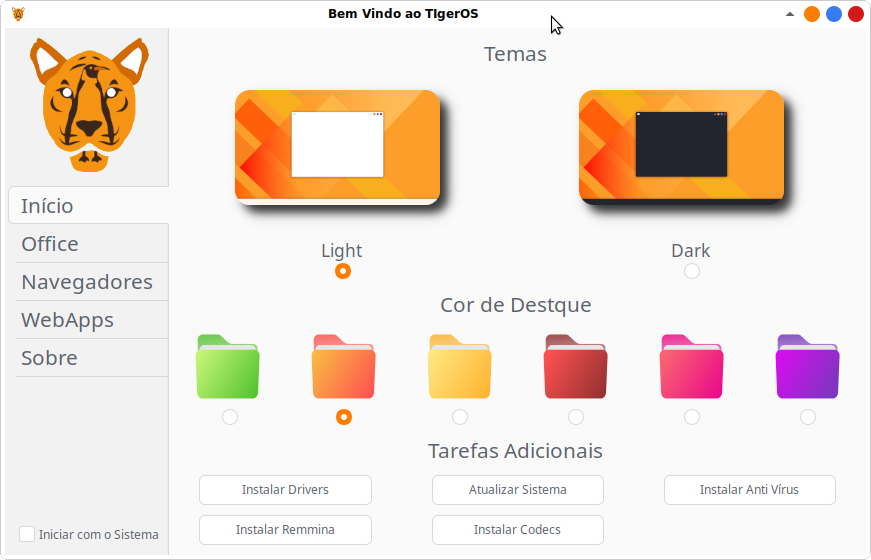 Bem Vindo ao TIgerOS
Início
Office
Navegadores
WebApps
Sobre
Iniciar com o Sistema
Temas
Light
Dark
Cor de Destque
Tarefas Adicionais
Instalar Drivers
Atualizar Sistema
Instalar Anti Vírus
Instalar Remmina
Instalar Codecs